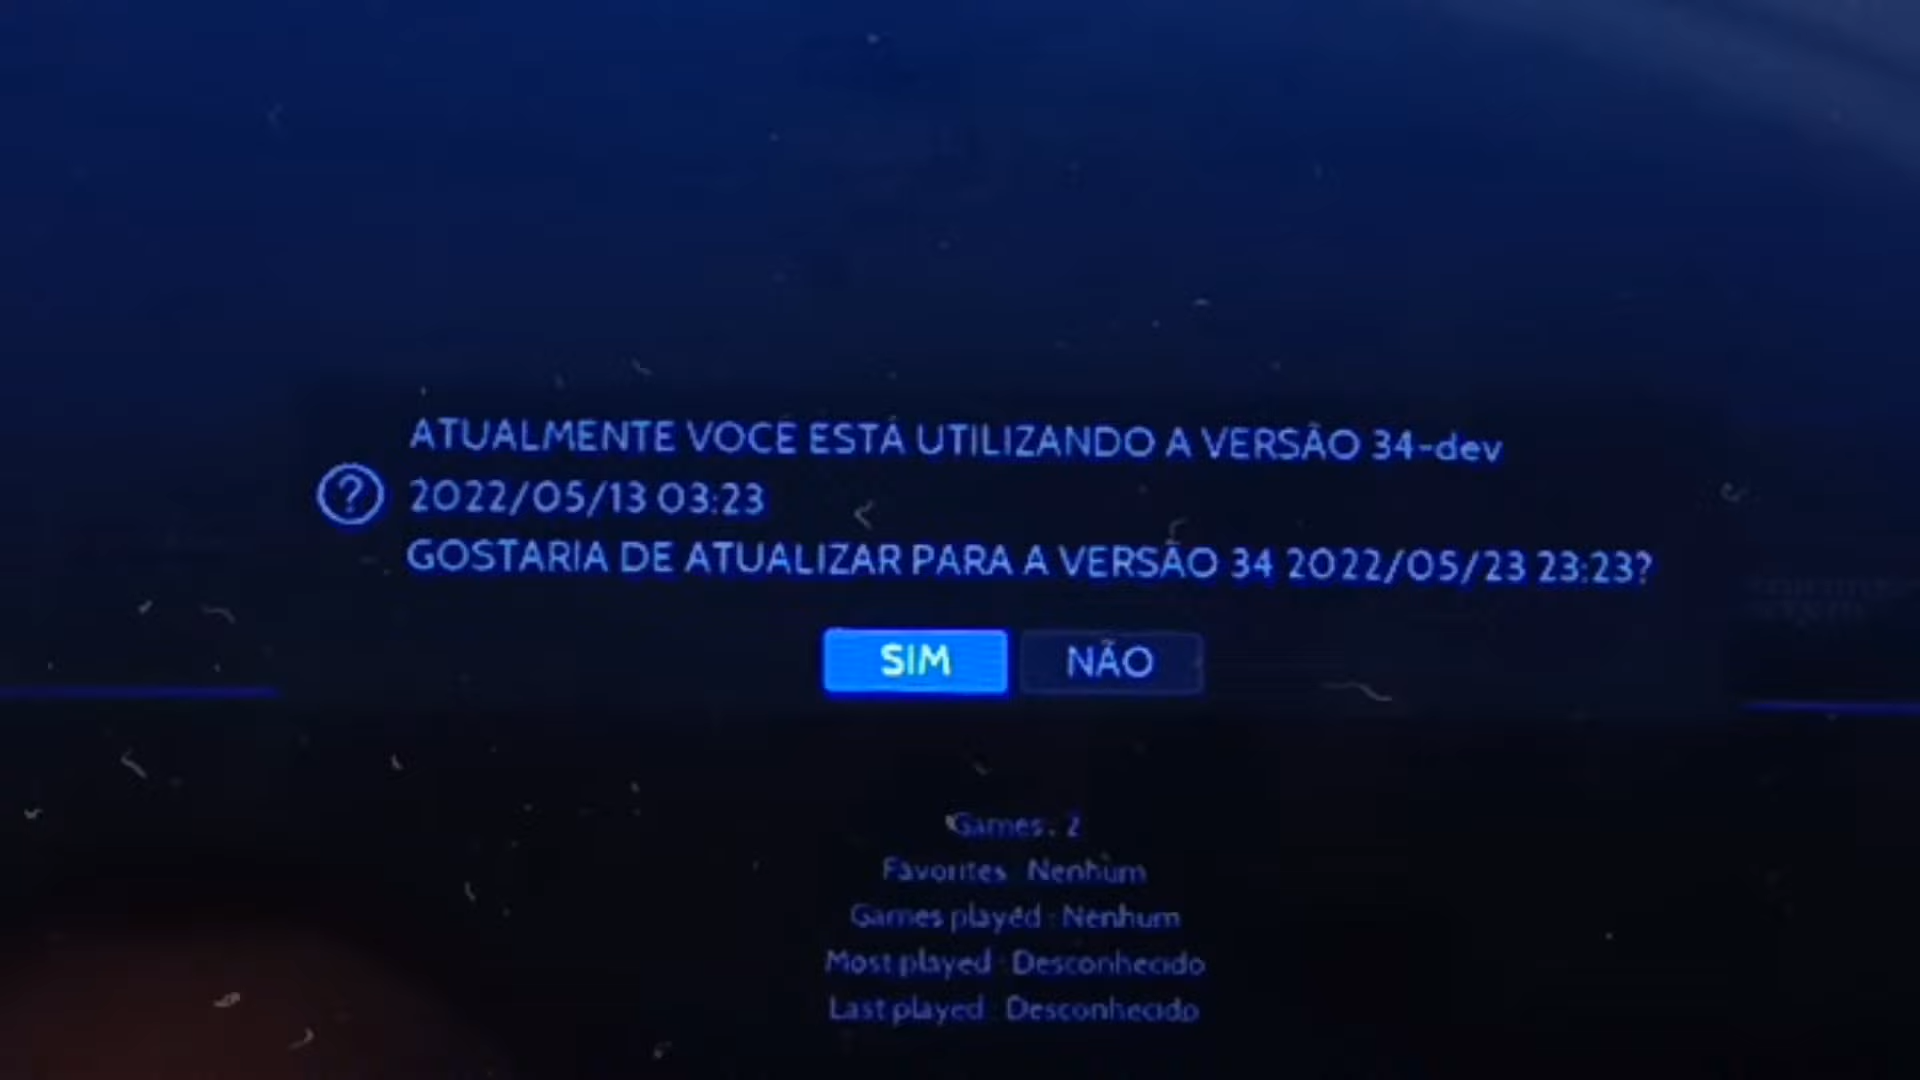 ATUALMENTE VOCÊ ESTÁ UTILIZANDO A VERSÃO 34-dev
2022/05/13 03:23
GOSTARIA DE ATUALIZAR PARA A VERSÃO 34 2022/05/23 23:23?
SIM NÃO
Games : 2
Favorites : Nenhum
Games played : Nenhum
Most played : Desconhecido
Last played : Desconhecido